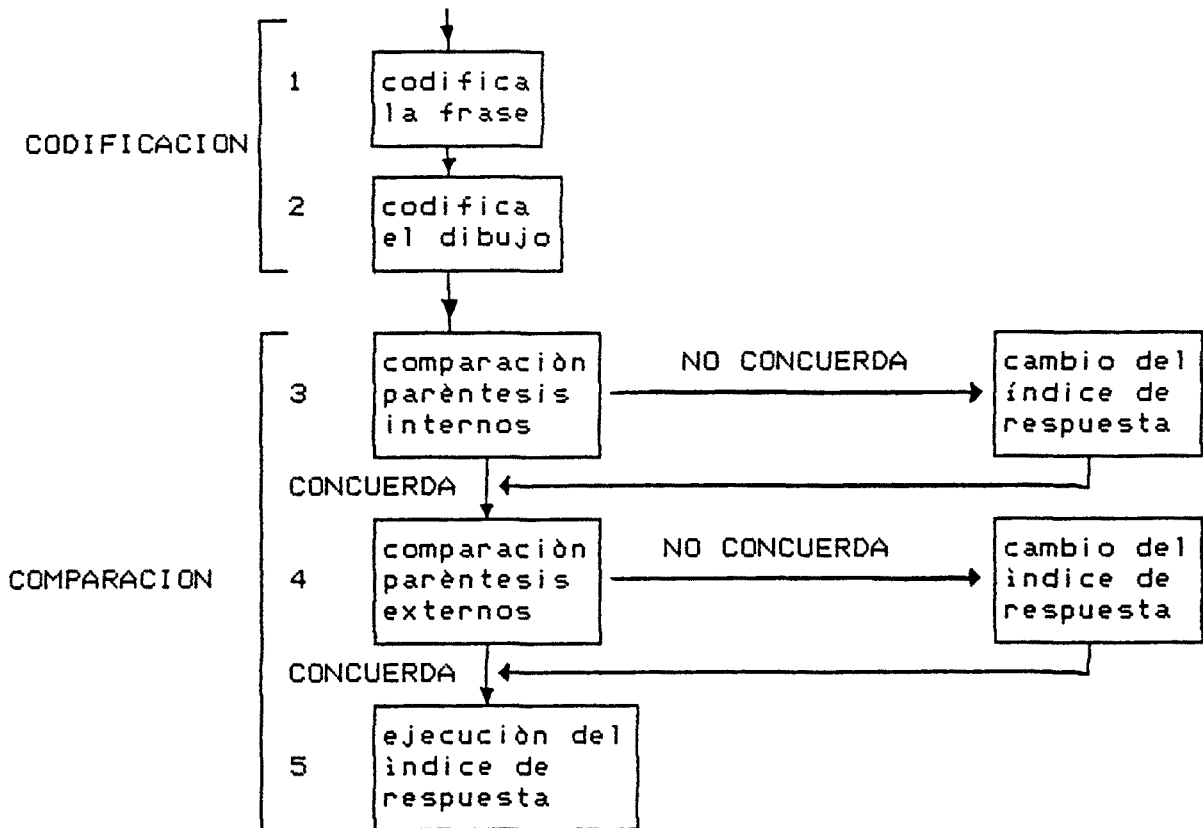 1
codifica
la frase
CODIFICACION
2
codifica
el dibujo
3
comparaciòn
parèntesis
internos
NO CONCUERDA
cambio del
índice de
respuesta
CONCUERDA
COMPARACION
4
comparaciòn
parèntesis
externos
NO CONCUERDA
cambio del
ìndice de
respuesta
CONCUERDA
5
ejecuciòn del
ìndice de
respuesta